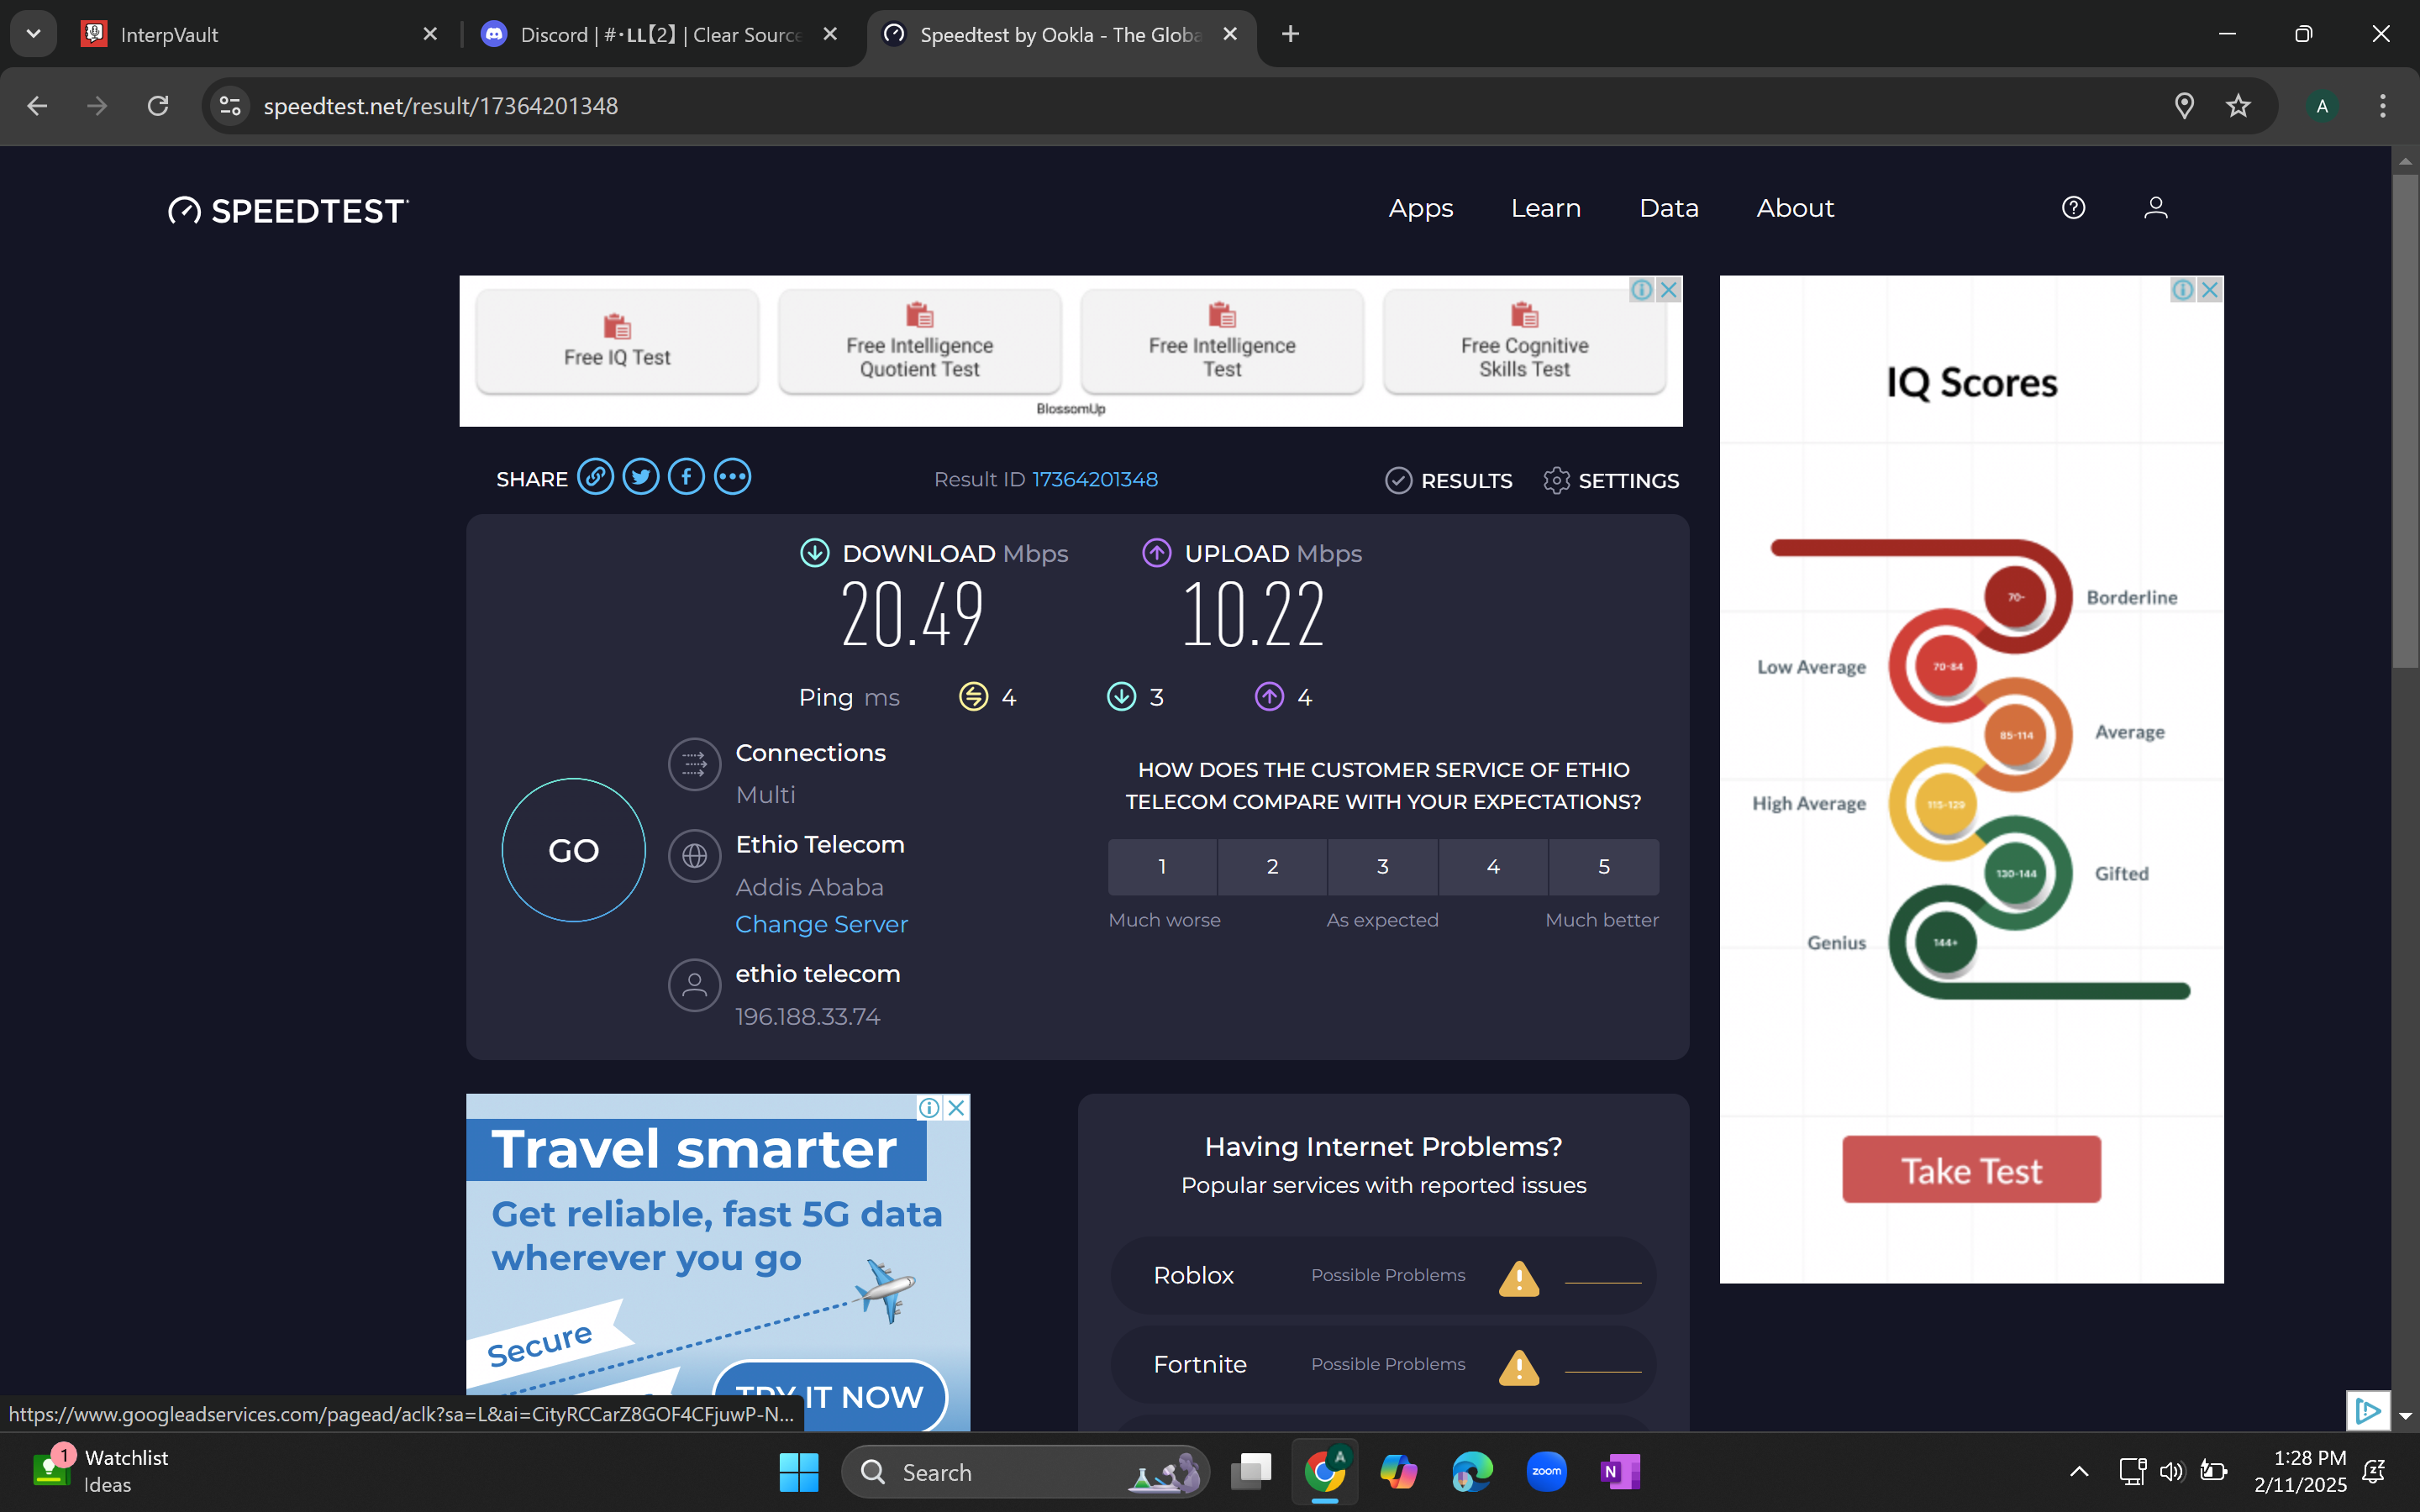 InterpVault
Discord | #・LL【2】 | Clear Source
Speedtest by Ookla - The Globa
speedtest.net/result/17364201348
A
SPEEDTEST
Apps
Learn
Data
About
Free IQ Test
Free Intelligence
Quotient Test
Free Intelligence
Test
Free Cognitive
Skills Test
BlossomUp
SHARE
Result ID 17364201348
RESULTS
SETTINGS
DOWNLOAD Mbps
20.49
UPLOAD Mbps
10.22
Ping ms 4 3 4
GO
Connections
Multi
Ethio Telecom
Addis Ababa
Change Server
ethio telecom
196.188.33.74
HOW DOES THE CUSTOMER SERVICE OF ETHIO
TELECOM COMPARE WITH YOUR EXPECTATIONS?
1 2 3 4 5
Much worse As expected Much better
IQ Scores
70-
Borderline
Low Average
70-84
85-114
Average
High Average
115-129
130-144
Gifted
Genius
144+
Take Test
Travel smarter
Get reliable, fast 5G data
wherever you go
Secure
TRY IT NOW
Having Internet Problems?
Popular services with reported issues
Roblox Possible Problems
Fortnite Possible Problems
https://www.googleadservices.com/pagead/aclk?sa=L&ai=CityRCCarZ8GOF4CFjuwP-N...
1
Watchlist
Ideas
Search
A
zoom
N
1:28 PM
2/11/2025